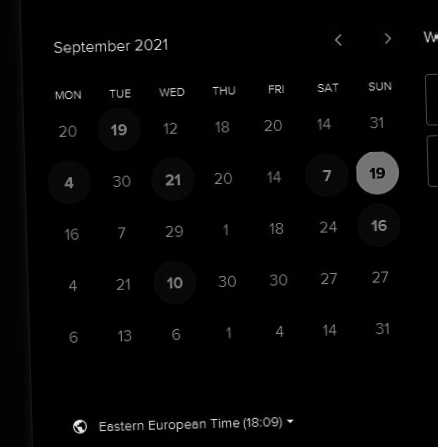 September 2021
MON TUE WED THU FRI SAT SUN
20 19 12 18 20 14 31
4 30 21 20 14 7 19
16 7 29 1 18 24 16
4 21 10 30 30 27 27
6 13 6 1 4 14 31
Eastern European Time (18:09)